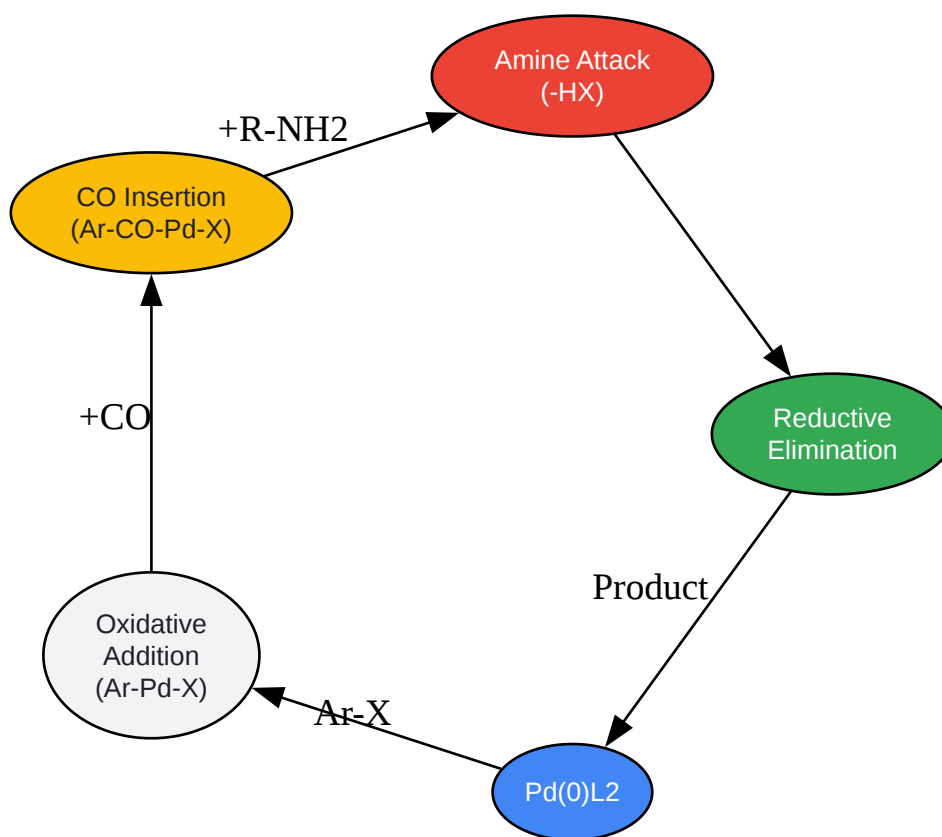 Amine Attack
(-HX)
+R-NH2
CO Insertion
(Ar-CO-Pd-X)
Reductive
Elimination
+CO
Product
Oxidative
Addition
(Ar-Pd-X)
Ar-X
Pd(0)L2